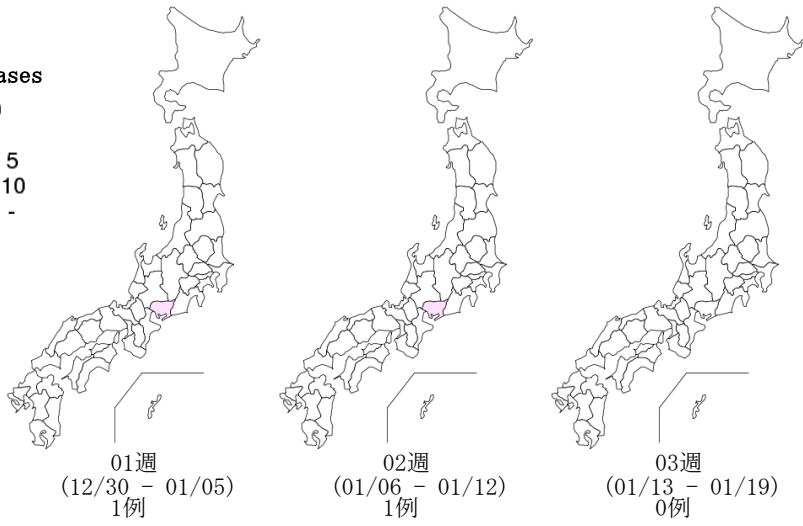 ases
5
10
-
01週
(12/30 - 01/05)
1例
02週
(01/06 - 01/12)
1例
03週
(01/13 - 01/19)
0例